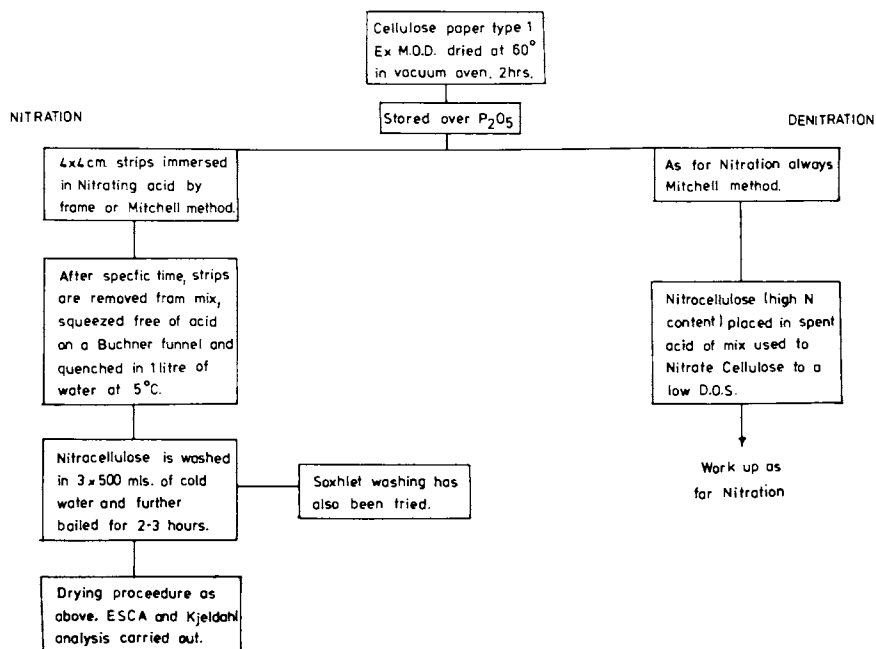 Cellulose paper type 1
Ex M.O.D. dried at 60°
in vacuum oven, 2hrs.
Stored over P₂O₅
NITRATION
DENITRATION
4x4 cm. strips immersed
in Nitrating acid by
frame or Mitchell method.
As for Nitration always
Mitchell method.
After specfic time, strips
are removed from mix,
squeezed free of acid
on a Buchner funnel and
quenched in 1 litre of
water at 5°C.
Nitrocellulose (high N
content) placed in spent
acid of mix used to
Nitrate Cellulose to a
low D.O.S.
Work up as
for Nitration
Nitrocellulose is washed
in 3 x 500 mls. of cold
water and further
boiled for 2-3 hours.
Soxhlet washing has
also been tried.
Drying proceedure as
above. ESCA and Kjeldahl
analysis carried out.